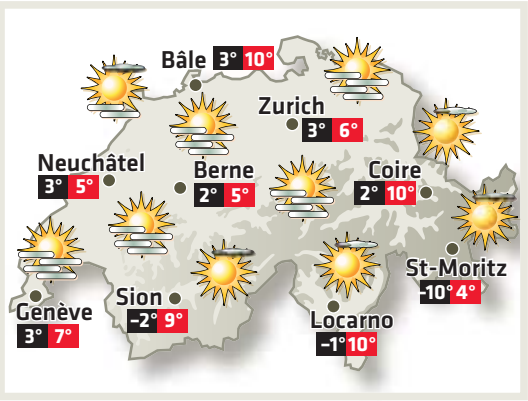 Bâle 3° 10°
Zurich
3° 6°
Neuchâtel
3° 5°
Berne
2° 5°
Coire
2° 10°
St-Moritz
-10° 4°
Sion
-2° 9°
Genève
3° 7°
Locarno
-1° 10°